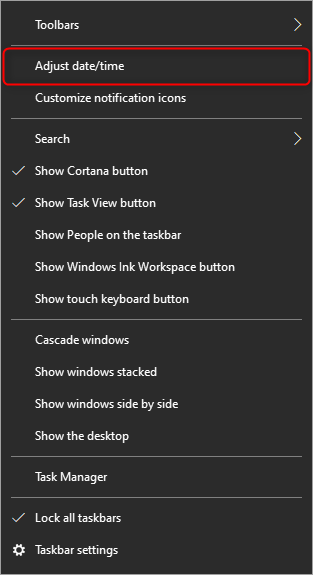 Toolbars
Adjust date/time
Customize notification icons
Search
Show Cortana button
Show Task View button
Show People on the taskbar
Show Windows Ink Workspace button
Show touch keyboard button
Cascade windows
Show windows stacked
Show windows side by side
Show the desktop
Task Manager
Lock all taskbars
Taskbar settings